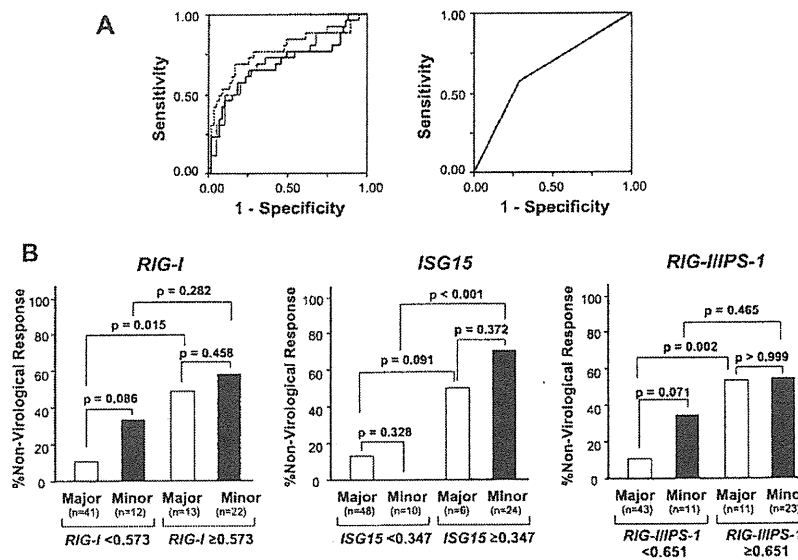 A
1.00
0.50
0.00
Sensitivity
0.00 0.50 1.00
1 - Specificity
1.00
0.50
0.00
Sensitivity
0.00 0.50 1.00
1 - Specificity
B
RIG-I
%Non-Virological Response
100
80
60
40
20
0
p = 0.282
p = 0.015
p = 0.458
p = 0.086
Major Minor Major Minor
(n=41) (n=12) (n=13) (n=22)
RIG-I <0.573 RIG-I ≥0.573
ISG15
%Non-Virological Response
100
80
60
40
20
0
p < 0.001
p = 0.372
p = 0.091
p = 0.328
Major Minor Major Minor
(n=48) (n=10) (n=6) (n=24)
ISG15 <0.347 ISG15 ≥0.347
RIG-I/IPS-1
%Non-Virological Response
100
80
60
40
20
0
p = 0.465
p = 0.002
p > 0.999
p = 0.071
Major Minor Major Minor
(n=43) (n=11) (n=11) (n=23)
RIG-I/IPS-1 RIG-I/IPS-1
<0.651 ≥0.651